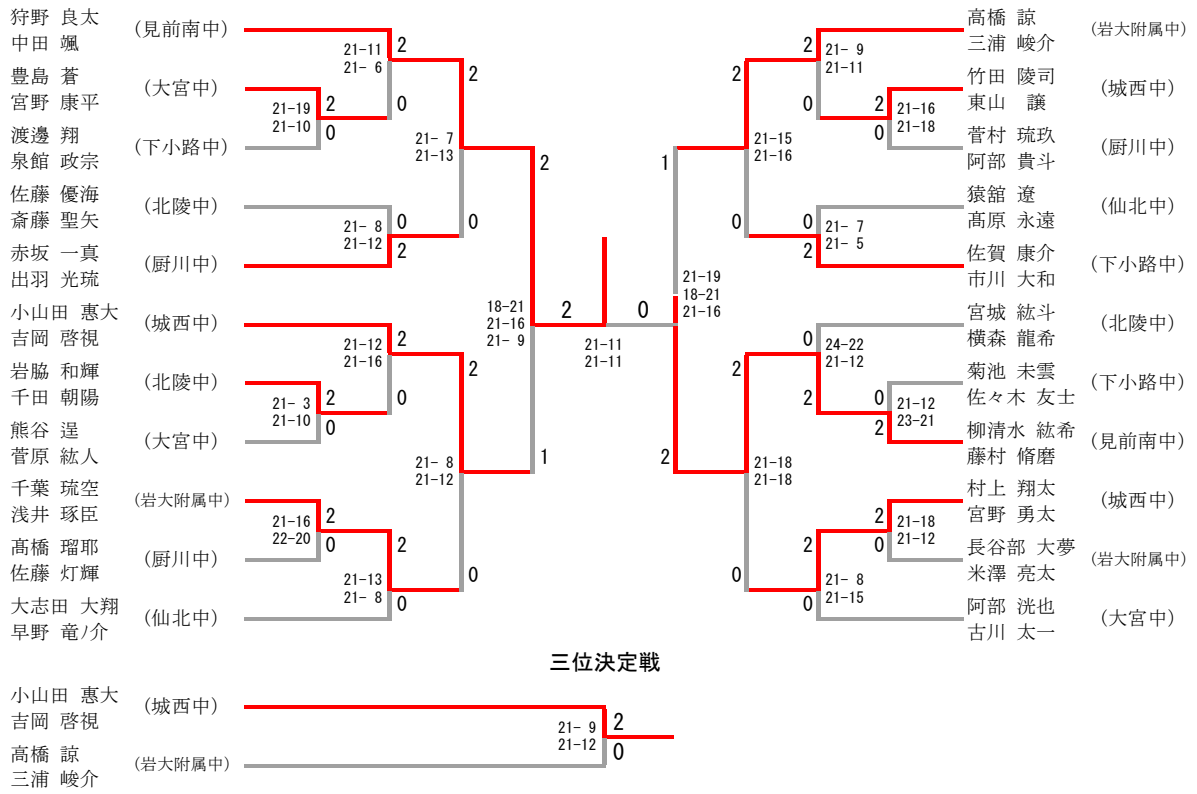 狩野 良太
中田 颯
(見前南中)
豊島 蒼
宮野 康平
(大宮中)
渡邊 翔
泉館 政宗
(下小路中)
佐藤 優海
斎藤 聖矢
(北陵中)
赤坂 一真
出羽 光琉
(厨川中)
小山田 惠大
吉岡 啓視
(城西中)
岩脇 和輝
千田 朝陽
(北陵中)
熊谷 逞
菅原 紘人
(大宮中)
千葉 琉空
浅井 琢臣
(岩大附属中)
髙橋 瑠耶
佐藤 灯輝
(厨川中)
大志田 大翔
早野 竜ﾉ介
(仙北中)
21-11
21- 6
2
0
21-19
21-10
2
0
21- 7
21-13
2
0
21- 8
21-12
0
2
21-12
21-16
2
0
21- 3
21-10
2
0
21- 8
21-12
2
0
21-16
22-20
2
0
21-13
21- 8
2
0
18-21
21-16
21- 9
2
1
2
0
21-11
21-11
21-19
18-21
21-16
1
2
21- 9
21-11
2
0
21-16
21-18
2
0
21-15
21-16
2
0
21- 7
21- 5
0
2
24-22
21-12
0
2
21-12
23-21
0
2
21-18
21-18
2
0
21-18
21-12
2
0
21- 8
21-15
2
0
高橋 諒
三浦 峻介
(岩大附属中)
竹田 陵司
東山 譲
(城西中)
菅村 琉玖
阿部 貴斗
(厨川中)
猿舘 遼
髙原 永遠
(仙北中)
佐賀 康介
市川 大和
(下小路中)
宮城 紘斗
横森 龍希
(北陵中)
菊池 未雲
佐々木 友士
(下小路中)
柳清水 紘希
藤村 脩磨
(見前南中)
村上 翔太
宮野 勇太
(城西中)
長谷部 大夢
米澤 亮太
(岩大附属中)
阿部 洸也
古川 太一
(大宮中)
三位決定戦
小山田 惠大
吉岡 啓視
(城西中)
高橋 諒
三浦 峻介
(岩大附属中)
21- 9
21-12
2
0